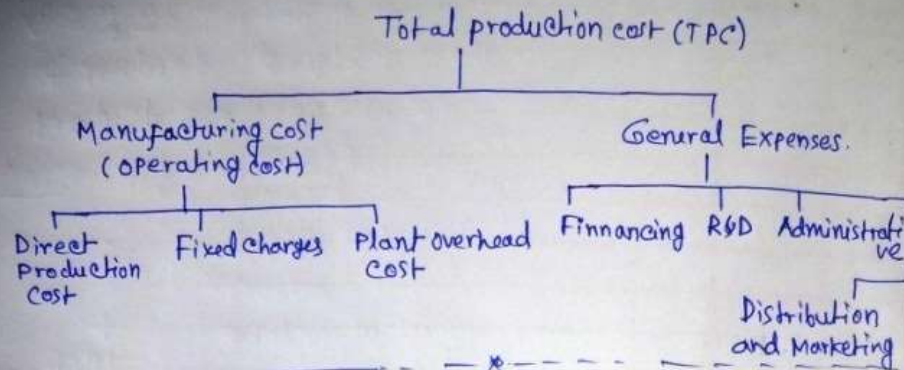 Total production cost (TPC)
Manufacturing cost
(operating cost)
General Expenses.
Direct
Production
Cost
Fixed Charges
Plant overhead
cost
Finnancing
R&D
Administrati
ve
Distribution
and Marketing